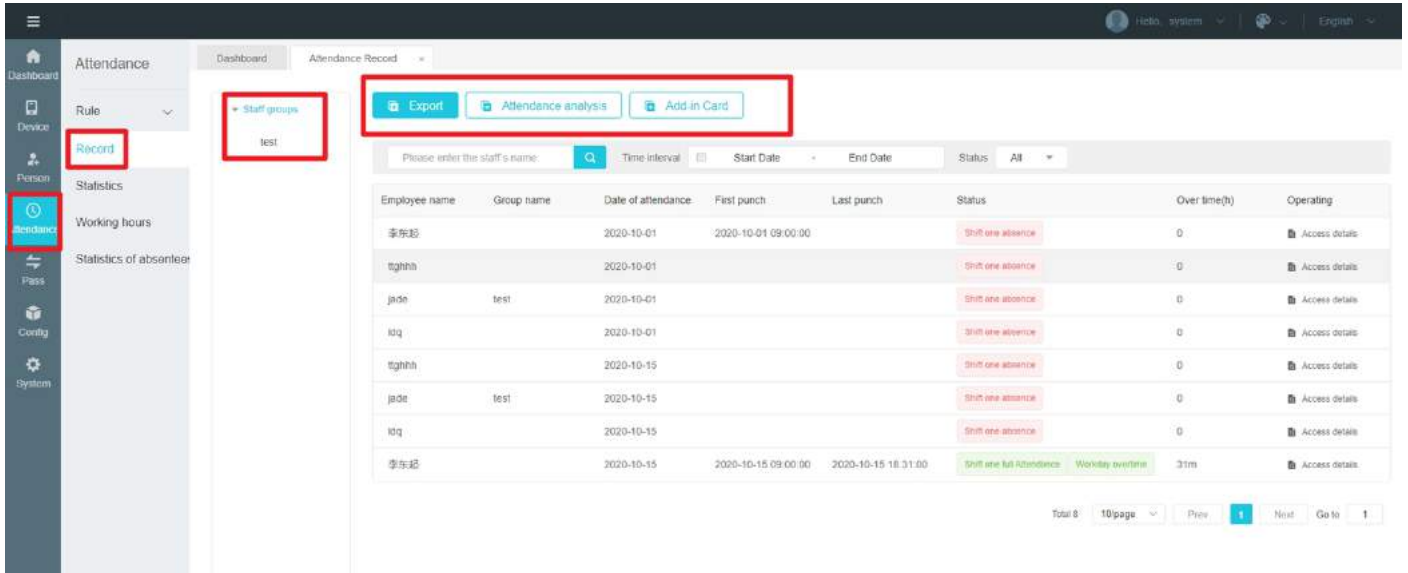 Hello, system
English
Dashboard
Device
Person
Attendance
Pass
Config
System
Attendance
Rule
Record
Statistics
Working hours
Statistics of absentees
Dashboard
Attendance Record ×
Staff groups
test
Export
Attendance analysis
Add-in Card
Please enter the staff's name:
Time interval Start Date - End Date
Status All
Employee name Group name Date of attendance First punch Last punch Status Over time(h) Operating
李东起 2020-10-01 2020-10-01 09:00:00 Shift one absence 0 Access details
ttghhh 2020-10-01 Shift one absence 0 Access details
jade test 2020-10-01 Shift one absence 0 Access details
ldq 2020-10-01 Shift one absence 0 Access details
ttghhh 2020-10-15 Shift one absence 0 Access details
jade test 2020-10-15 Shift one absence 0 Access details
ldq 2020-10-15 Shift one absence 0 Access details
李东起 2020-10-15 2020-10-15 09:00:00 2020-10-15 18:31:00 Shift one full Attendance Workday overtime 31m Access details
Total 8 10/page Prev 1 Next Go to 1